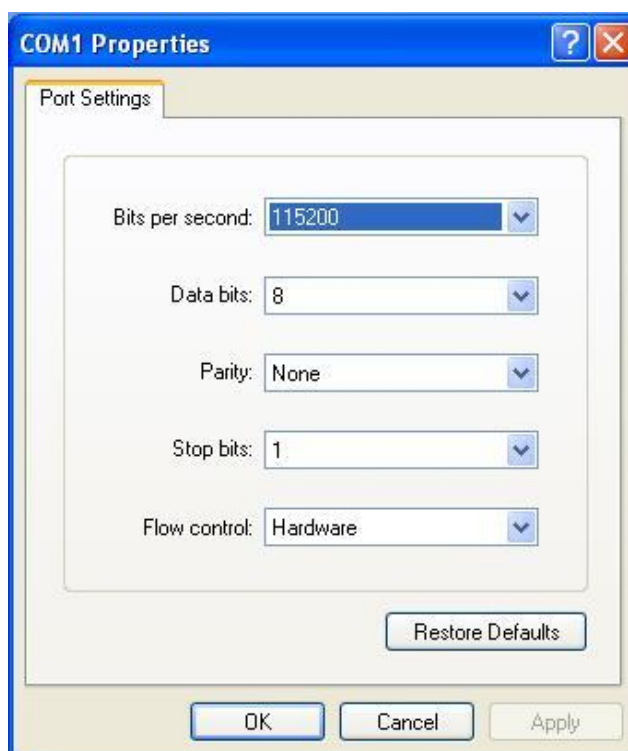 COM1 Properties
Port Settings
Bits per second: 115200
Data bits: 8
Parity: None
Stop bits: 1
Flow control: Hardware
Restore Defaults
OK Cancel Apply